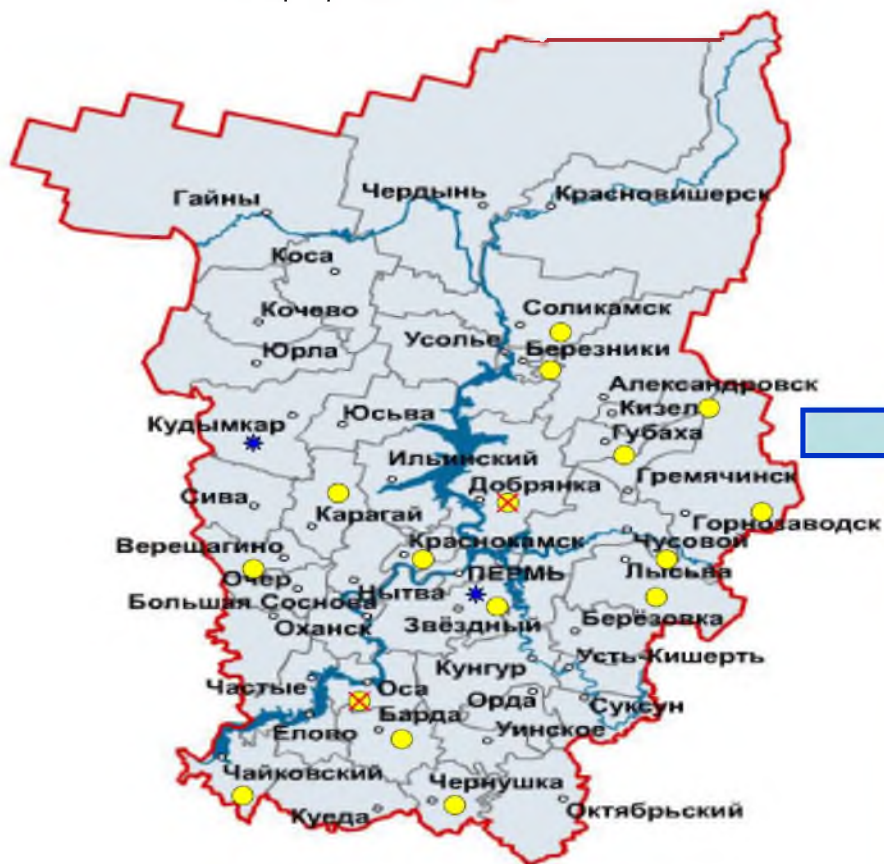 Гайны
Чердынь
Красновишерск
Коса
Кочево
Соликамск
Усолье
Березники
Юрла
Александровск
Кизел
Кудымкар
Юсьва
Губаха
Ильинский
Гремячинск
Сива
Добрянка
Карагай
Горнозаводск
Верещагино
Краснокамск
Чусовой
Очер
ПЕРМЬ
Лысьва
Большая Соснова
Нытва
Звёздный
Берёзовка
Оханск
Кунгур
Усть-Кишерть
Частые
Оса
Орда
Суксун
Барда
Елово
Уинское
Чайковский
Чернушка
Куеда
Октябрьский